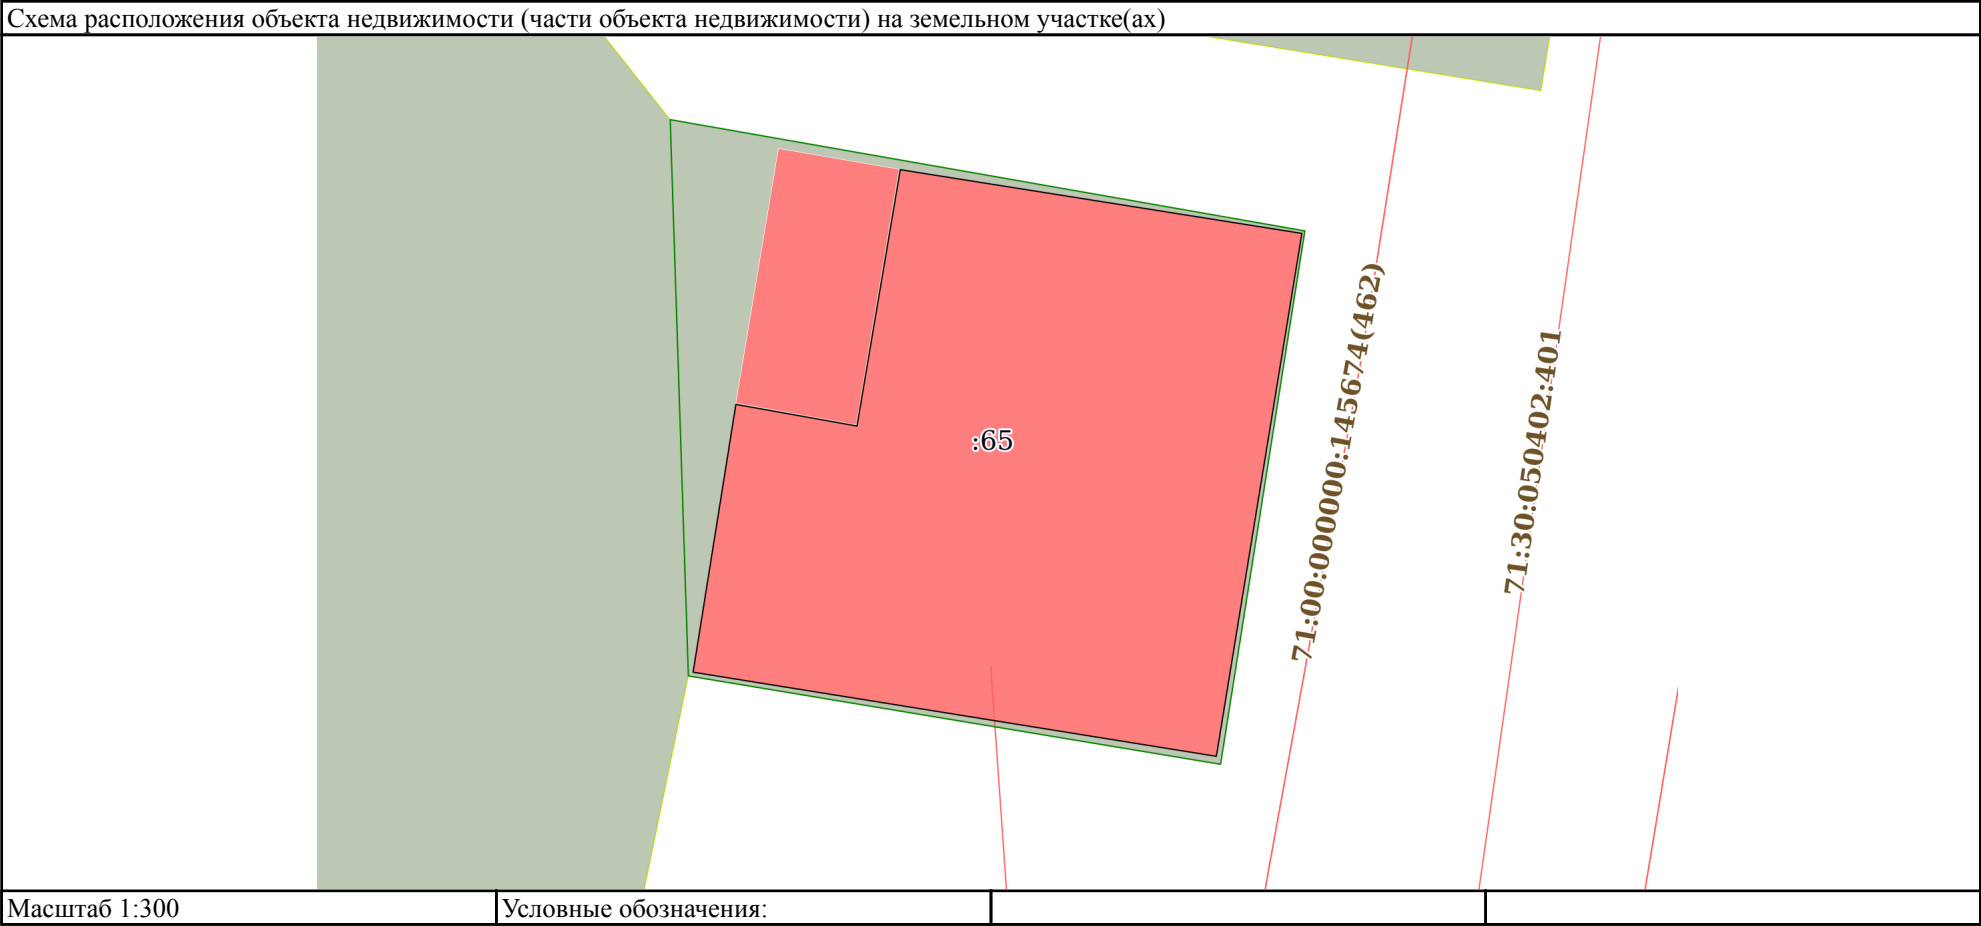 Схема расположения объекта недвижимости (части объекта недвижимости) на земельном участке(ах)
:65
71:00:000000:145674(462)
71:30:050402:401
Масштаб 1:300
Условные обозначения: